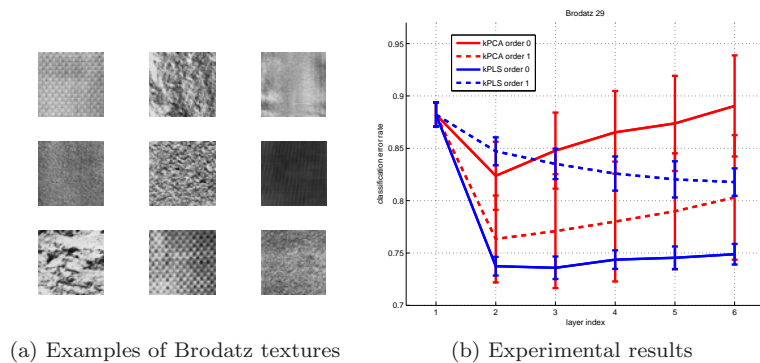 Brodatz 29
kPCA order 0
kPCA order 1
kPLS order 0
kPLS order 1
0.95
0.9
0.85
0.8
0.75
0.7
classification error rate
1 2 3 4 5 6
layer index
(a) Examples of Brodatz textures
(b) Experimental results